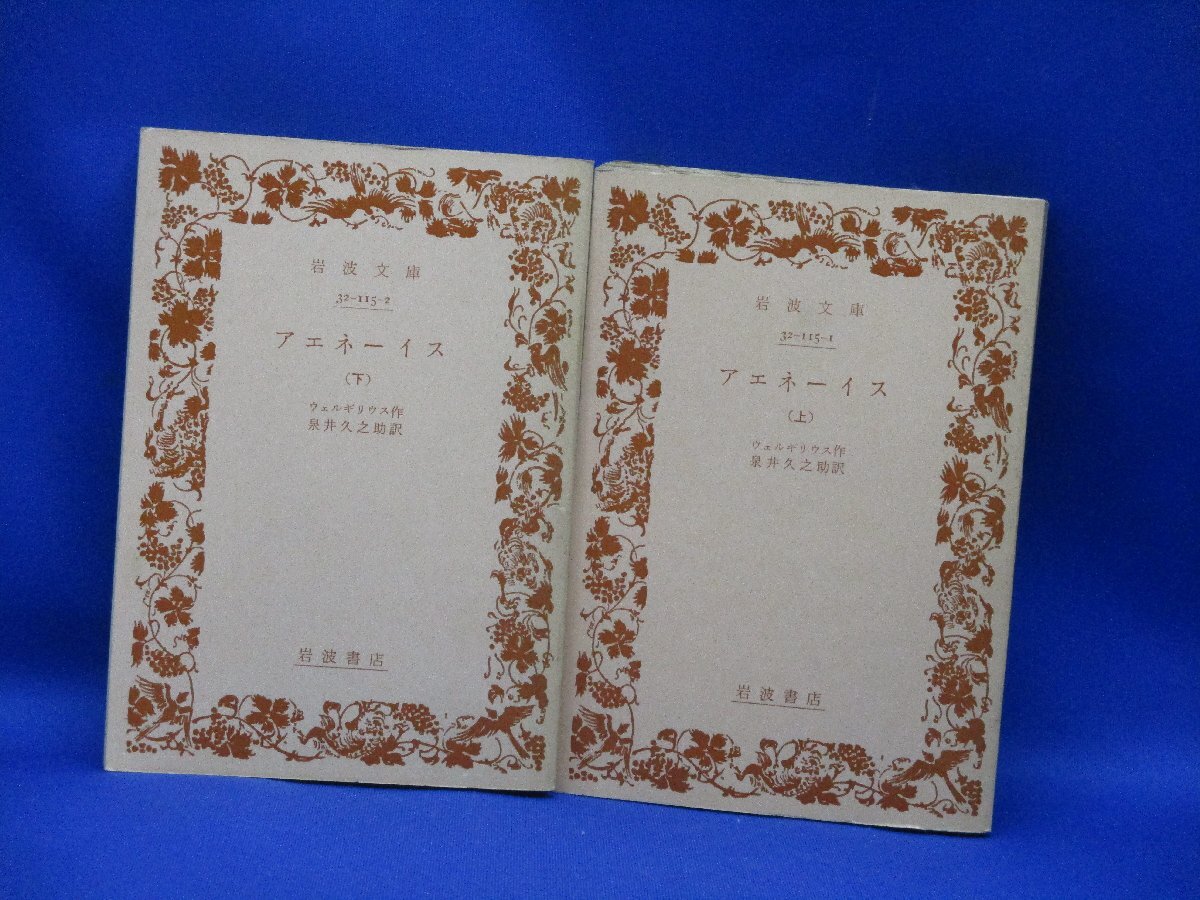 岩波文庫
32-115-2
アエネーイス
(下)
ウェルギリウス作
泉井久之助訳
岩波書店
岩波文庫
32-115-1
アエネーイス
(上)
ウェルギリウス作
泉井久之助訳
岩波書店